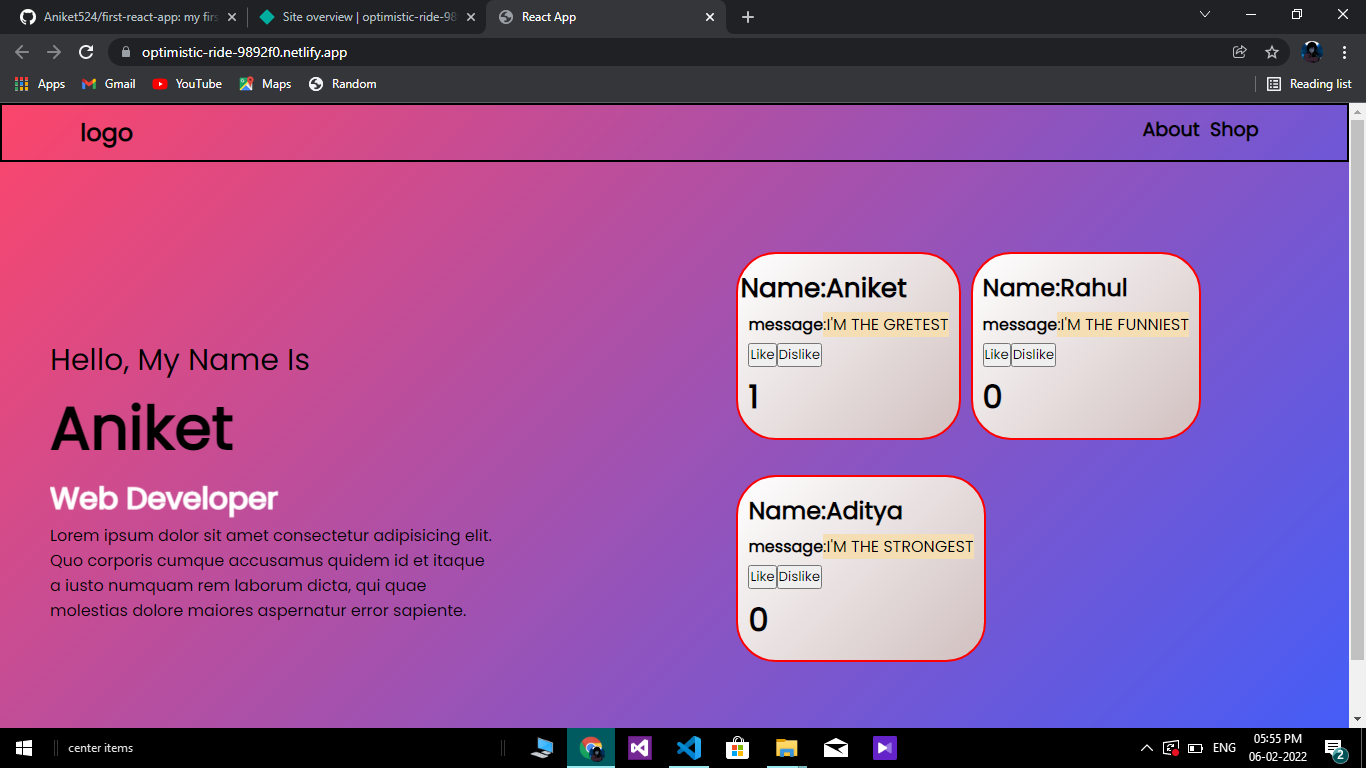 Aniket524/first-react-app: my firs
Site overview | optimistic-ride-98
React App
optimistic-ride-9892f0.netlify.app
Apps Gmail YouTube Maps Random Reading list
logo About Shop
Hello, My Name Is
Aniket
Web Developer
Lorem ipsum dolor sit amet consectetur adipisicing elit.
Quo corporis cumque accusamus quidem id et itaque
a iusto numquam rem laborum dicta, qui quae
molestias dolore maiores aspernatur error sapiente.
Name:Aniket
message:I'M THE GRETEST
Like Dislike
1
Name:Rahul
message:I'M THE FUNNIEST
Like Dislike
0
Name:Aditya
message:I'M THE STRONGEST
Like Dislike
0
center items
ENG
05:55 PM
06-02-2022
2